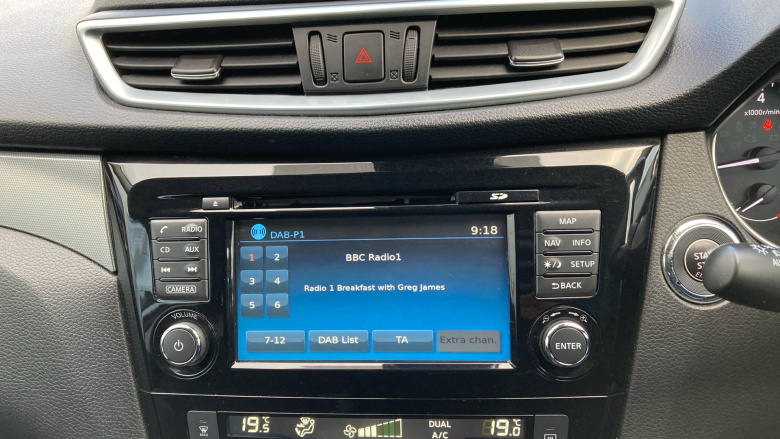 4
x1000r/min
SD
DAB-P1
9:18
1 2
3 4
5 6
BBC Radio1
Radio 1 Breakfast with Greg James
7-12
DAB List
TA
Extra chan.
RADIO
CD AUX
CAMERA
VOLUME
MAP
NAV INFO
SETUP
BACK
ENTER
19.5 °C
DUAL
A/C
19.0 °C